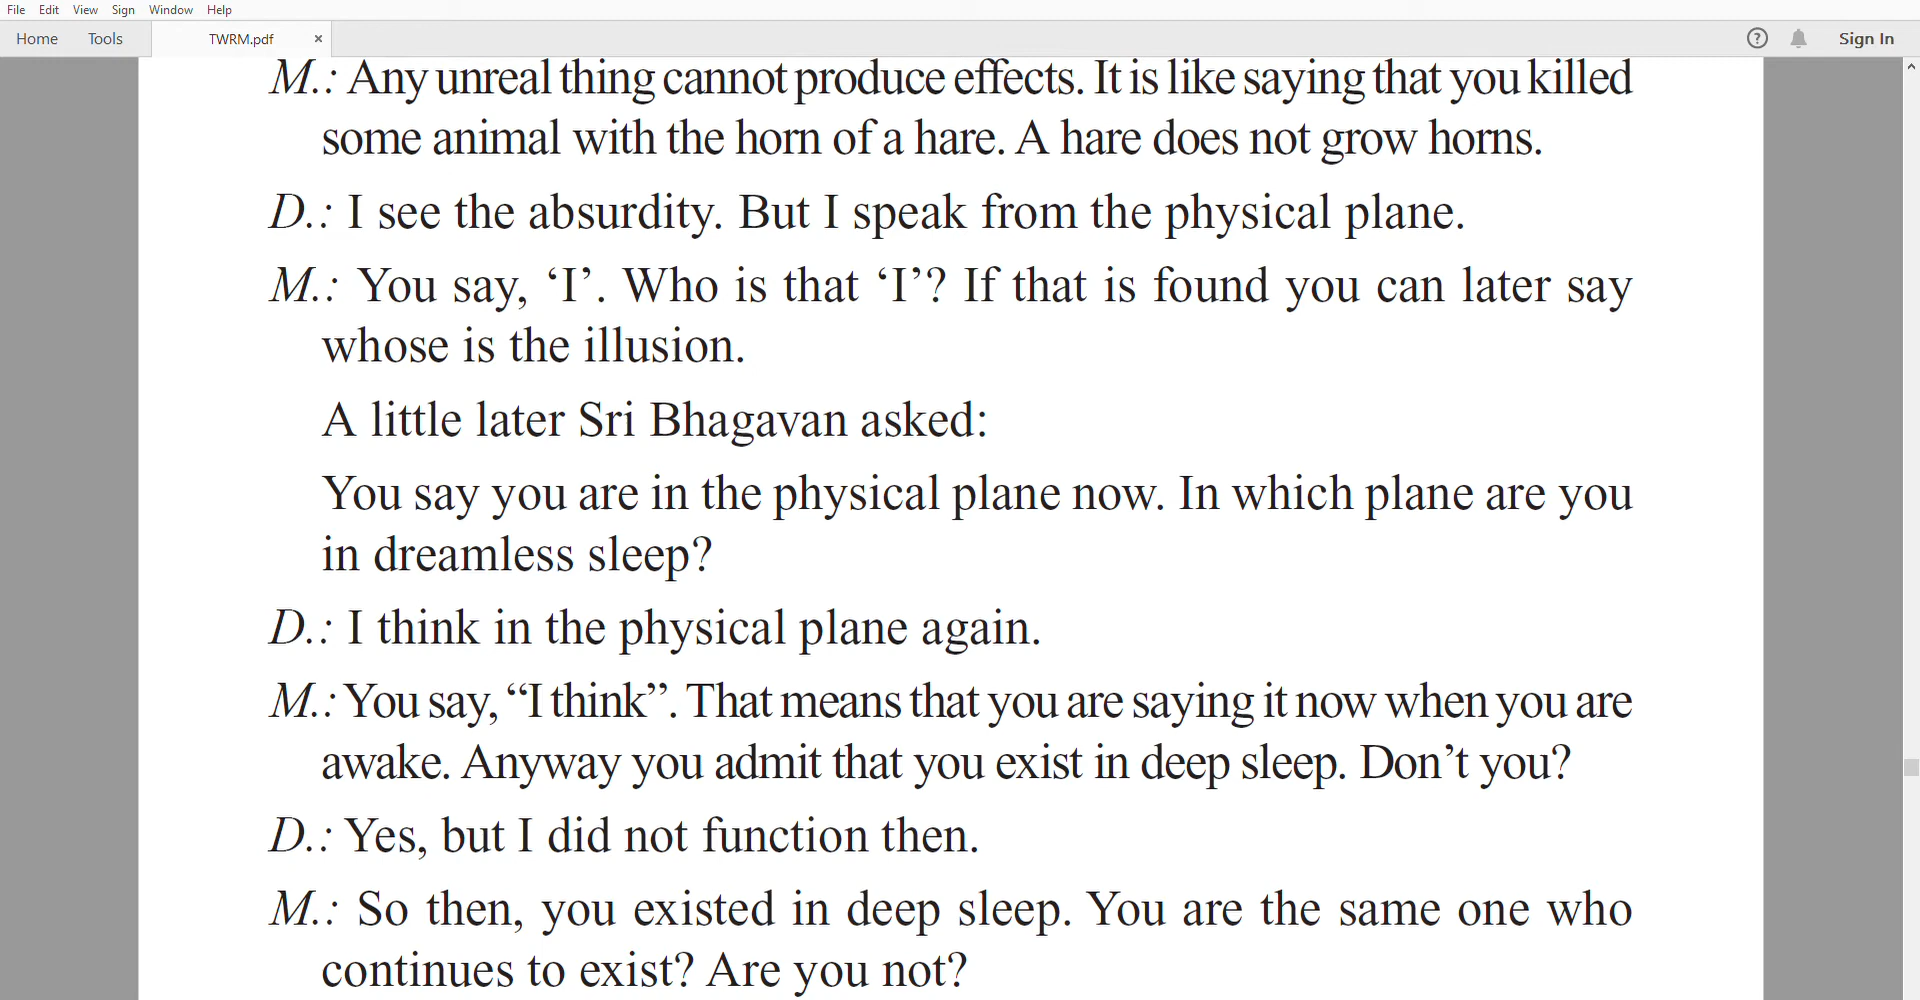 File Edit View Sign Window Help
Home Tools TWRM.pdf × ? Sign In
M.: Any unreal thing cannot produce effects. It is like saying that you killed
some animal with the horn of a hare. A hare does not grow horns.
D.: I see the absurdity. But I speak from the physical plane.
M.: You say, ‘I’. Who is that ‘I’? If that is found you can later say
whose is the illusion.
A little later Sri Bhagavan asked:
You say you are in the physical plane now. In which plane are you
in dreamless sleep?
D.: I think in the physical plane again.
M.: You say, “I think”. That means that you are saying it now when you are
awake. Anyway you admit that you exist in deep sleep. Don’t you?
D.: Yes, but I did not function then.
M.: So then, you existed in deep sleep. You are the same one who
continues to exist? Are you not?